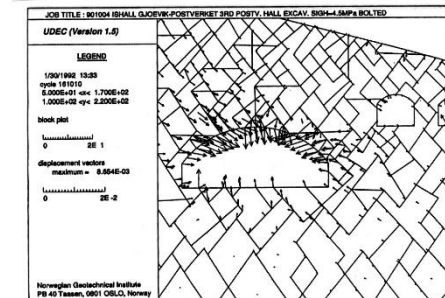 JOB TITLE : 901004 ISHALL GJOEVIK-POSTVERKET 3RD POSTV. HALL EXCAV. SIGH=4.5MPa BOLTED
UDEC (Version 1.5)
LEGEND
1/30/1992 13:33
cycle 161010
5.000E+01 <x< 1.700E+02
1.000E+02 <y< 2.200E+02
block plot
0 2E 1
displacement vectors
maximum = 8.654E-03
0 2E -2
Norwegian Geotechnical Institute
PB 40 Tassen, 0801 OSLO, Norway